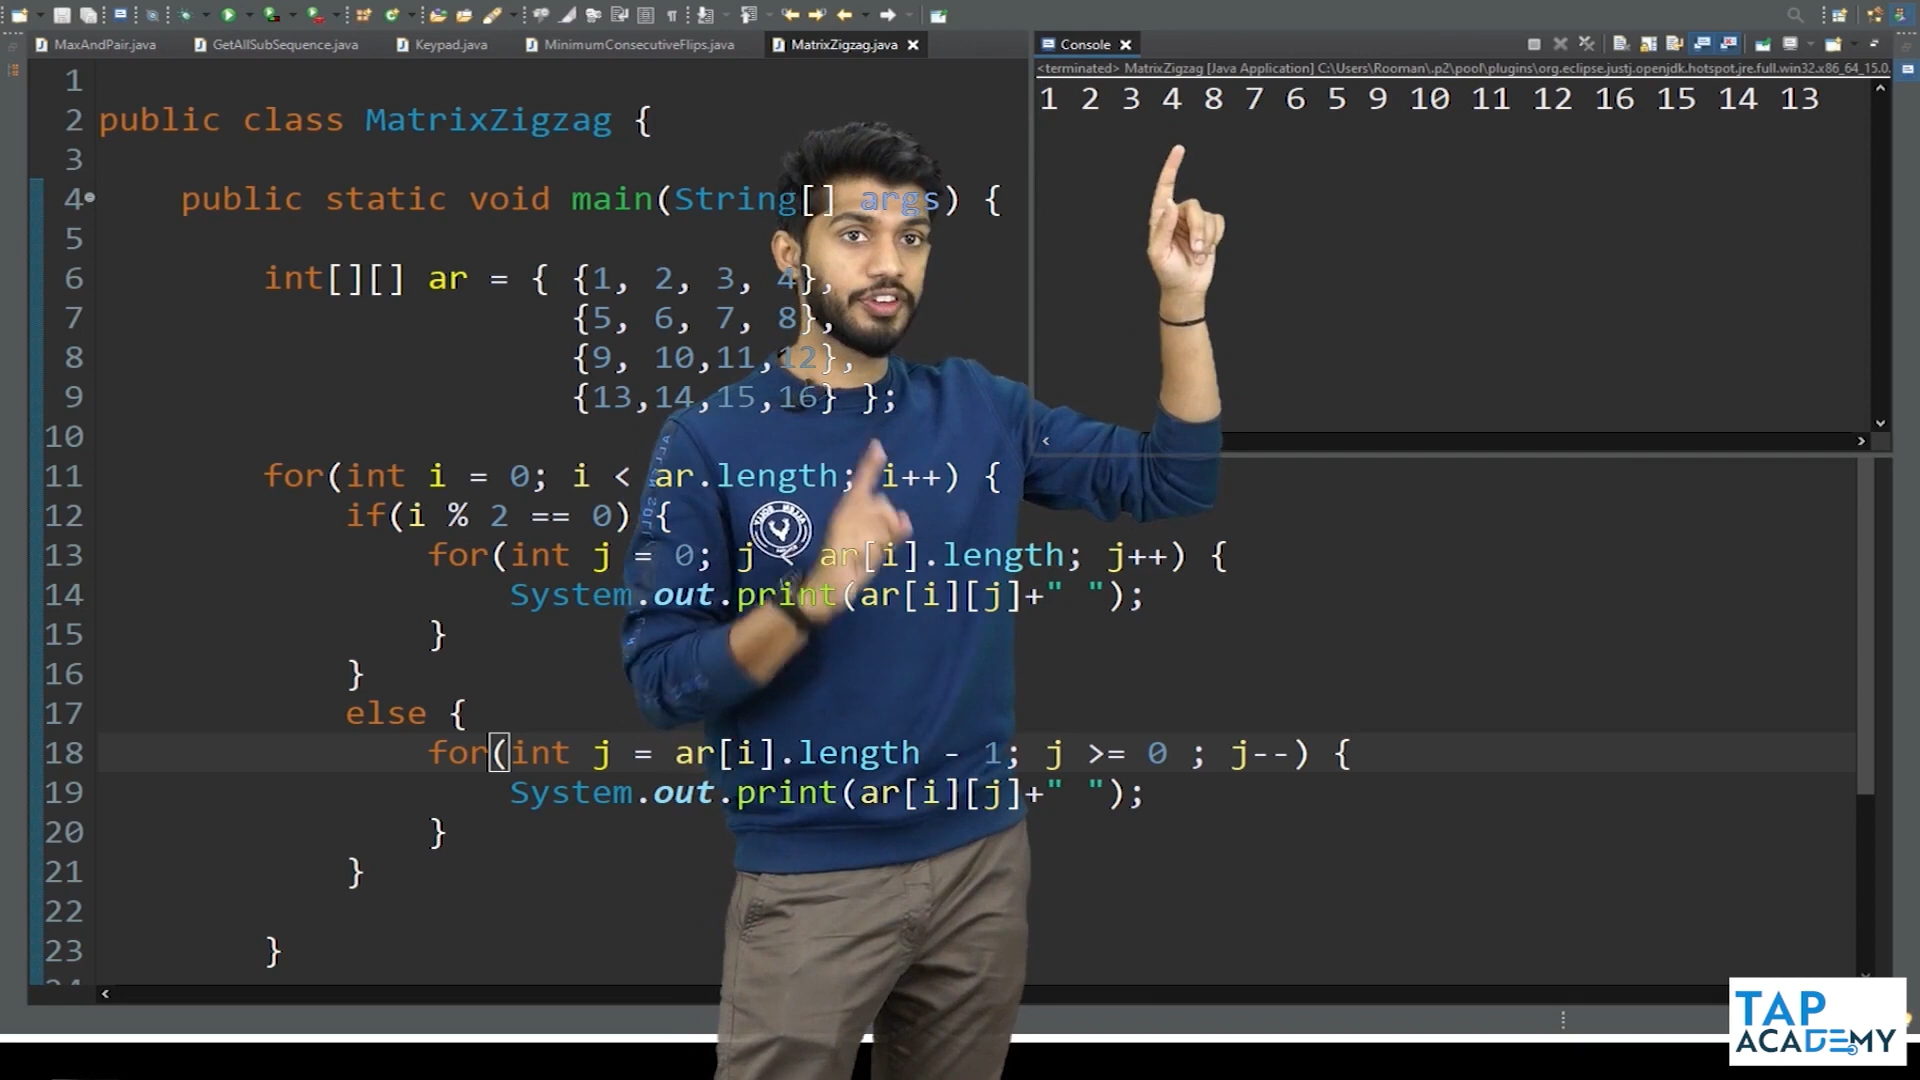 MaxAndPair.java GetAllSubSequence.java Keypad.java MinimumConsecutiveFlips.java MatrixZigzag.java
1
2 public class MatrixZigzag {
3
4 public static void main(String[] args) {
5
6 int[][] ar = { {1, 2, 3, 4},
7 {5, 6, 7, 8},
8 {9, 10,11,12},
9 {13,14,15,16} };
10
11 for(int i = 0; i < ar.length; i++) {
12 if(i % 2 == 0) {
13 for(int j = 0; j < ar[i].length; j++) {
14 System.out.print(ar[i][j]+" ");
15 }
16 }
17 else {
18 for(int j = ar[i].length - 1; j >= 0 ; j--) {
19 System.out.print(ar[i][j]+" ");
20 }
21 }
22
23 }
Console
<terminated> MatrixZigzag [Java Application] C:\Users\Rooman\.p2\pool\plugins\org.eclipse.justj.openjdk.hotspot.jre.full.win32.x86_64_15.0.
1 2 3 4 8 7 6 5 9 10 11 12 16 15 14 13
TAP
ACADEMY